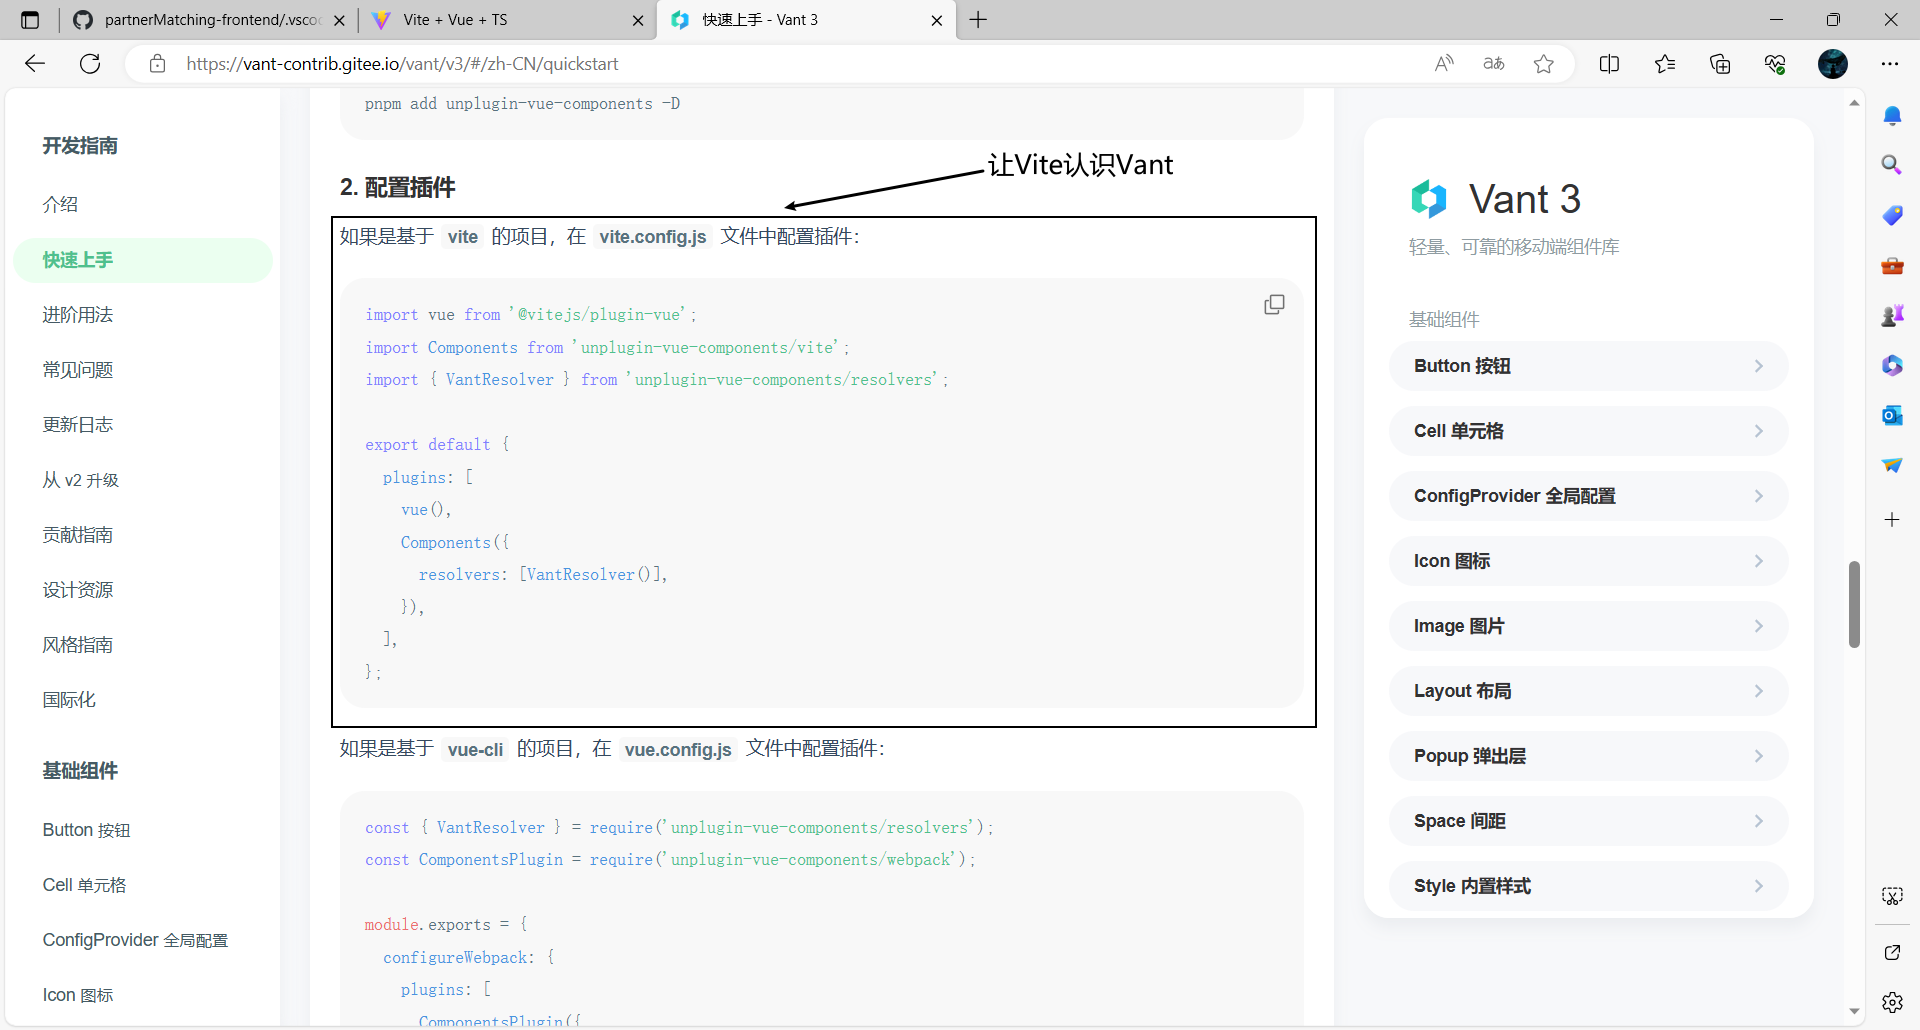 partnerMatching-frontend/.vscod
Vite + Vue + TS
快速上手 - Vant 3
https://vant-contrib.gitee.io/vant/v3/#/zh-CN/quickstart
开发指南
介绍
快速上手
进阶用法
常见问题
更新日志
从 v2 升级
贡献指南
设计资源
风格指南
国际化
基础组件
Button 按钮
Cell 单元格
ConfigProvider 全局配置
Icon 图标
pnpm add unplugin-vue-components -D
让Vite认识Vant
2. 配置插件
如果是基于 vite 的项目，在 vite.config.js 文件中配置插件：
import vue from '@vitejs/plugin-vue';
import Components from 'unplugin-vue-components/vite';
import { VantResolver } from 'unplugin-vue-components/resolvers';
export default {
plugins: [
vue(),
Components({
resolvers: [VantResolver()],
}),
],
};
如果是基于 vue-cli 的项目，在 vue.config.js 文件中配置插件：
const { VantResolver } = require('unplugin-vue-components/resolvers');
const ComponentsPlugin = require('unplugin-vue-components/webpack');
module.exports = {
configureWebpack: {
plugins: [
ComponentsPlugin({
Vant 3
轻量、可靠的移动端组件库
基础组件
Button 按钮
Cell 单元格
ConfigProvider 全局配置
Icon 图标
Image 图片
Layout 布局
Popup 弹出层
Space 间距
Style 内置样式